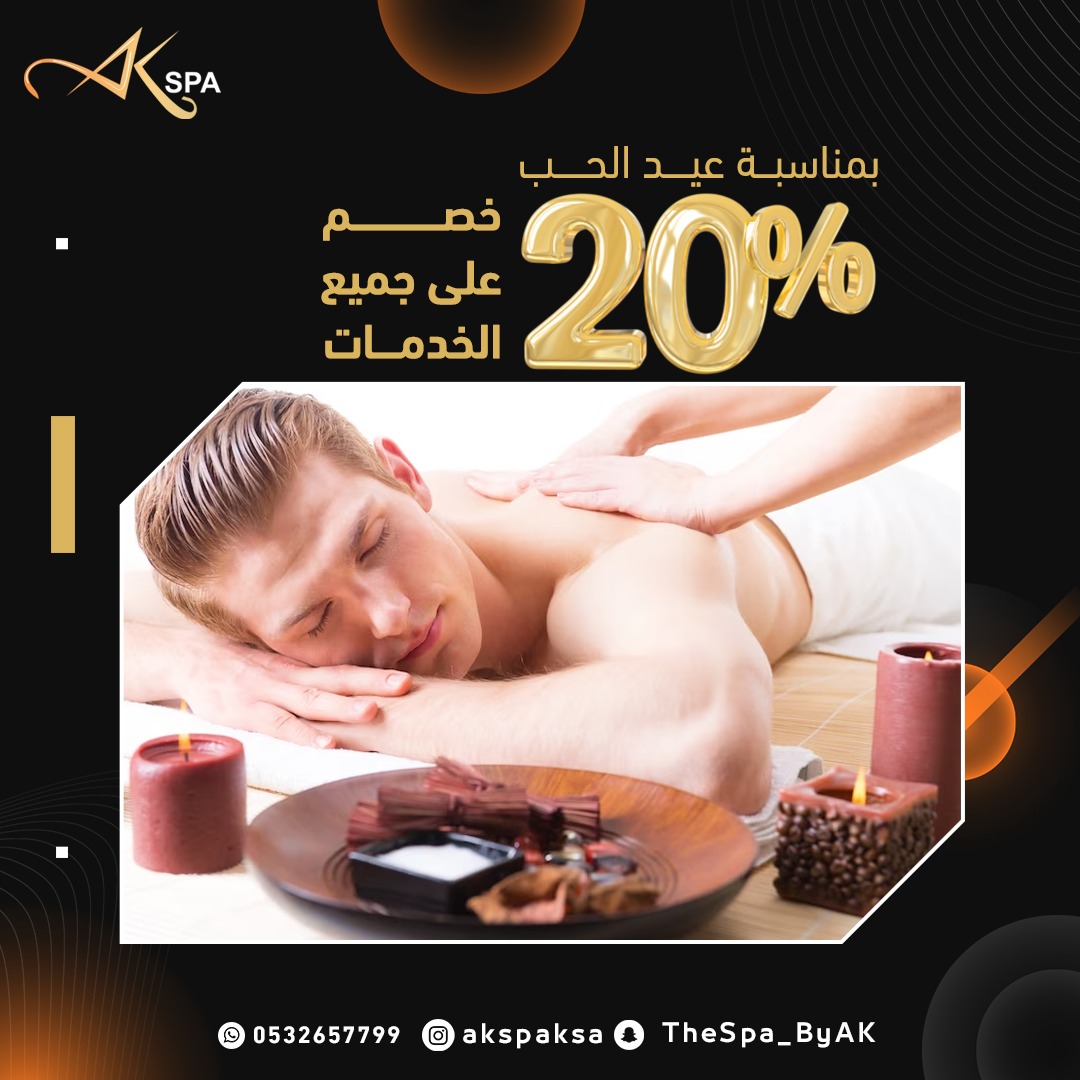 AK SPA
بمناسبة عيد الحب
20%
خصم
على جميع
الخدمات
0532657799 akspaksa TheSpa_ByAK